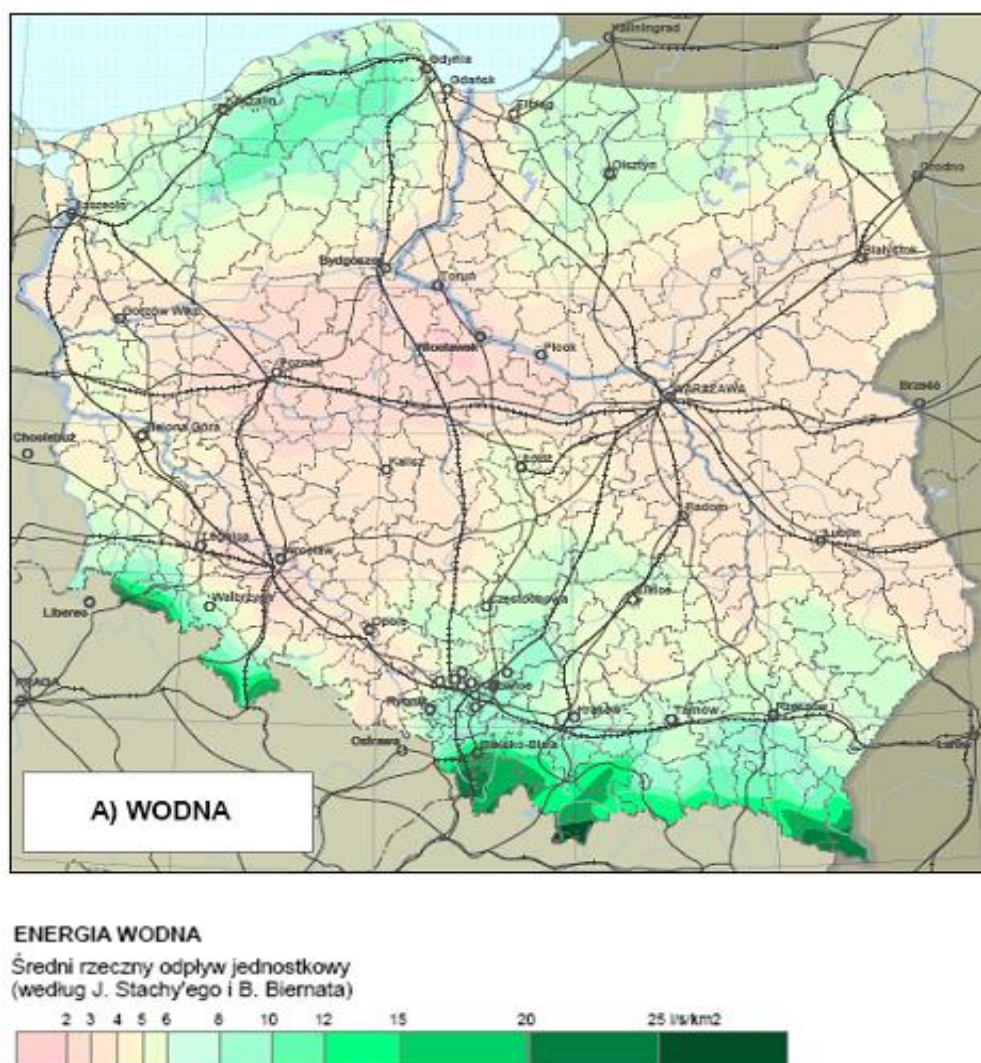 Kaliningrad
Gdynia
Gdańsk
Elbląg
Olsztyn
Grodno
Białystok
Bydgoszcz
Toruń
Gorzów Wlkp.
Włocławek
Płock
Poznań
WARSZAWA
Brześć
Zielona Góra
Chociebuż
Kalisz
Łódź
Radom
Lublin
Legnica
Wrocław
Liberec
Wałbrzych
Częstochowa
Kielce
Opole
PRAGA
Rybnik
Kraków
Tarnów
Rzeszów
Ostrawa
Bielsko-Biała
A) WODNA
ENERGIA WODNA
Średni rzeczny odpływ jednostkowy
(według J. Stachy'ego i B. Biernata)
2 3 4 5 6 8 10 12 15 20 25 l/s/km2